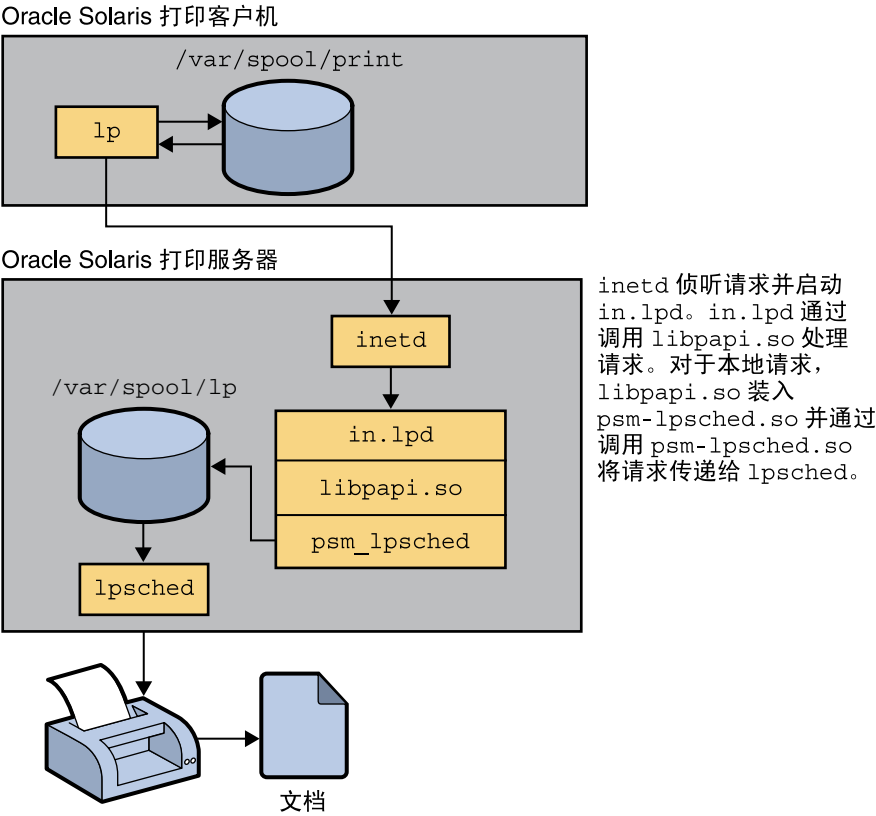 Oracle Solaris 打印客户机
/var/spool/print
lp
Oracle Solaris 打印服务器
inetd
/var/spool/lp
in.lpd
libpapi.so
psm_lpsched
lpsched
inetd 侦听请求并启动
in.lpd。in.lpd 通过
调用 libpapi.so 处理
请求。对于本地请求，
libpapi.so 装入
psm-lpsched.so 并通过
调用 psm-lpsched.so
将请求传递给 lpsched。
文档